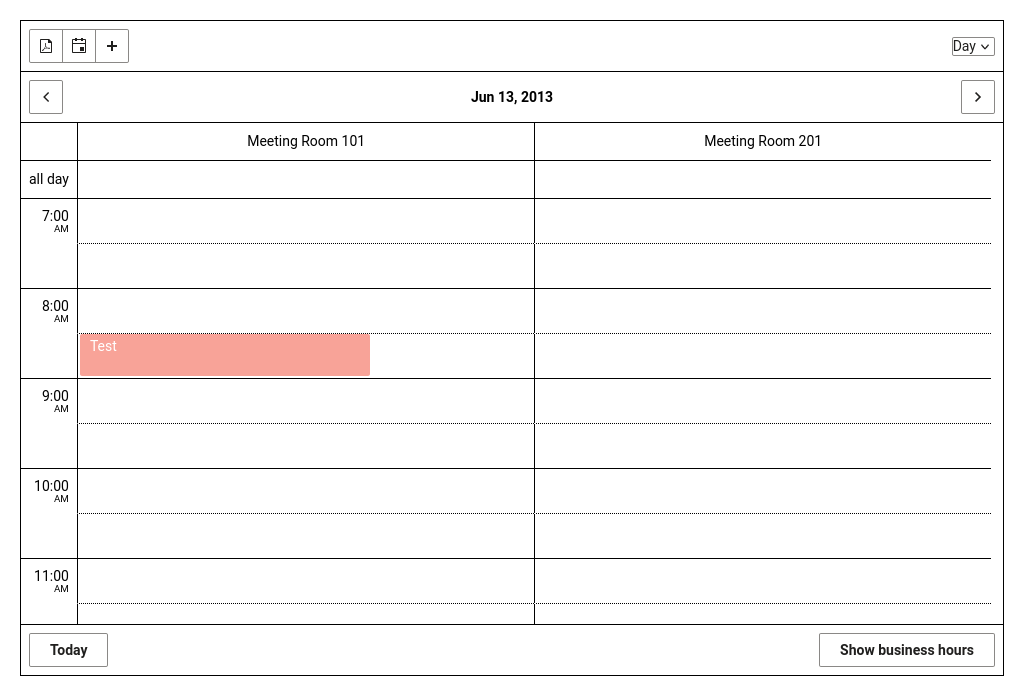 Day
Jun 13, 2013
Meeting Room 101 Meeting Room 201
all day
7:00
AM
8:00
AM
Test
9:00
AM
10:00
AM
11:00
AM
Today Show business hours